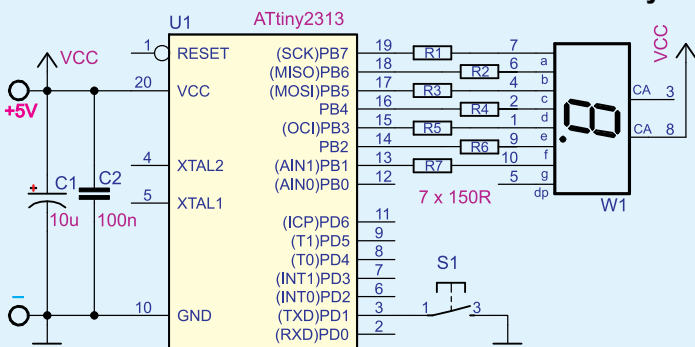 U1 ATtiny2313
VCC
+5V
1 RESET
20 VCC
4 XTAL2
5 XTAL1
10 GND
C1
10u
C2
100n
(SCK)PB7 19 R1 7 a
(MISO)PB6 18 R2 6 b
(MOSI)PB5 17 R3 4 c
PB4 16 R4 2 d
(OCI)PB3 15 R5 1 e
PB2 14 R6 9 f
(AIN1)PB1 13 R7 10 g
(AIN0)PB0 12 5 dp
7 x 150R
(ICP)PD6 11
(T1)PD5 9
(T0)PD4 8
(INT1)PD3 7
(INT0)PD2 6
(TXD)PD1 3
(RXD)PD0 2
S1
1 3
VCC
CA 3
CA 8
W1